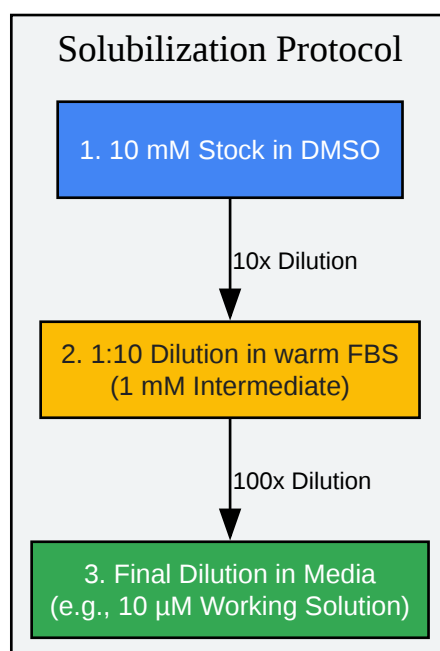 Solubilization Protocol
1. 10 mM Stock in DMSO
10x Dilution
2. 1:10 Dilution in warm FBS
(1 mM Intermediate)
100x Dilution
3. Final Dilution in Media
(e.g., 10 µM Working Solution)